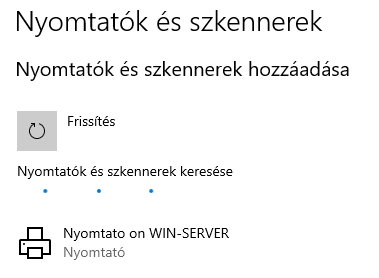 Nyomtatók és szkennerek
Nyomtatók és szkennerek hozzáadása
Frissítés
Nyomtatók és szkennerek keresése
Nyomtato on WIN-SERVER
Nyomtató